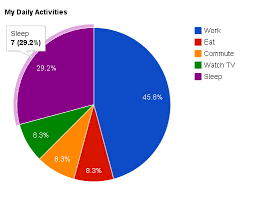 My Daily Activities
Sleep
7 (29.2%)
Work
Eat
Commute
Watch TV
Sleep
29.2%
45.8%
8.3%
8.3%
8.3%